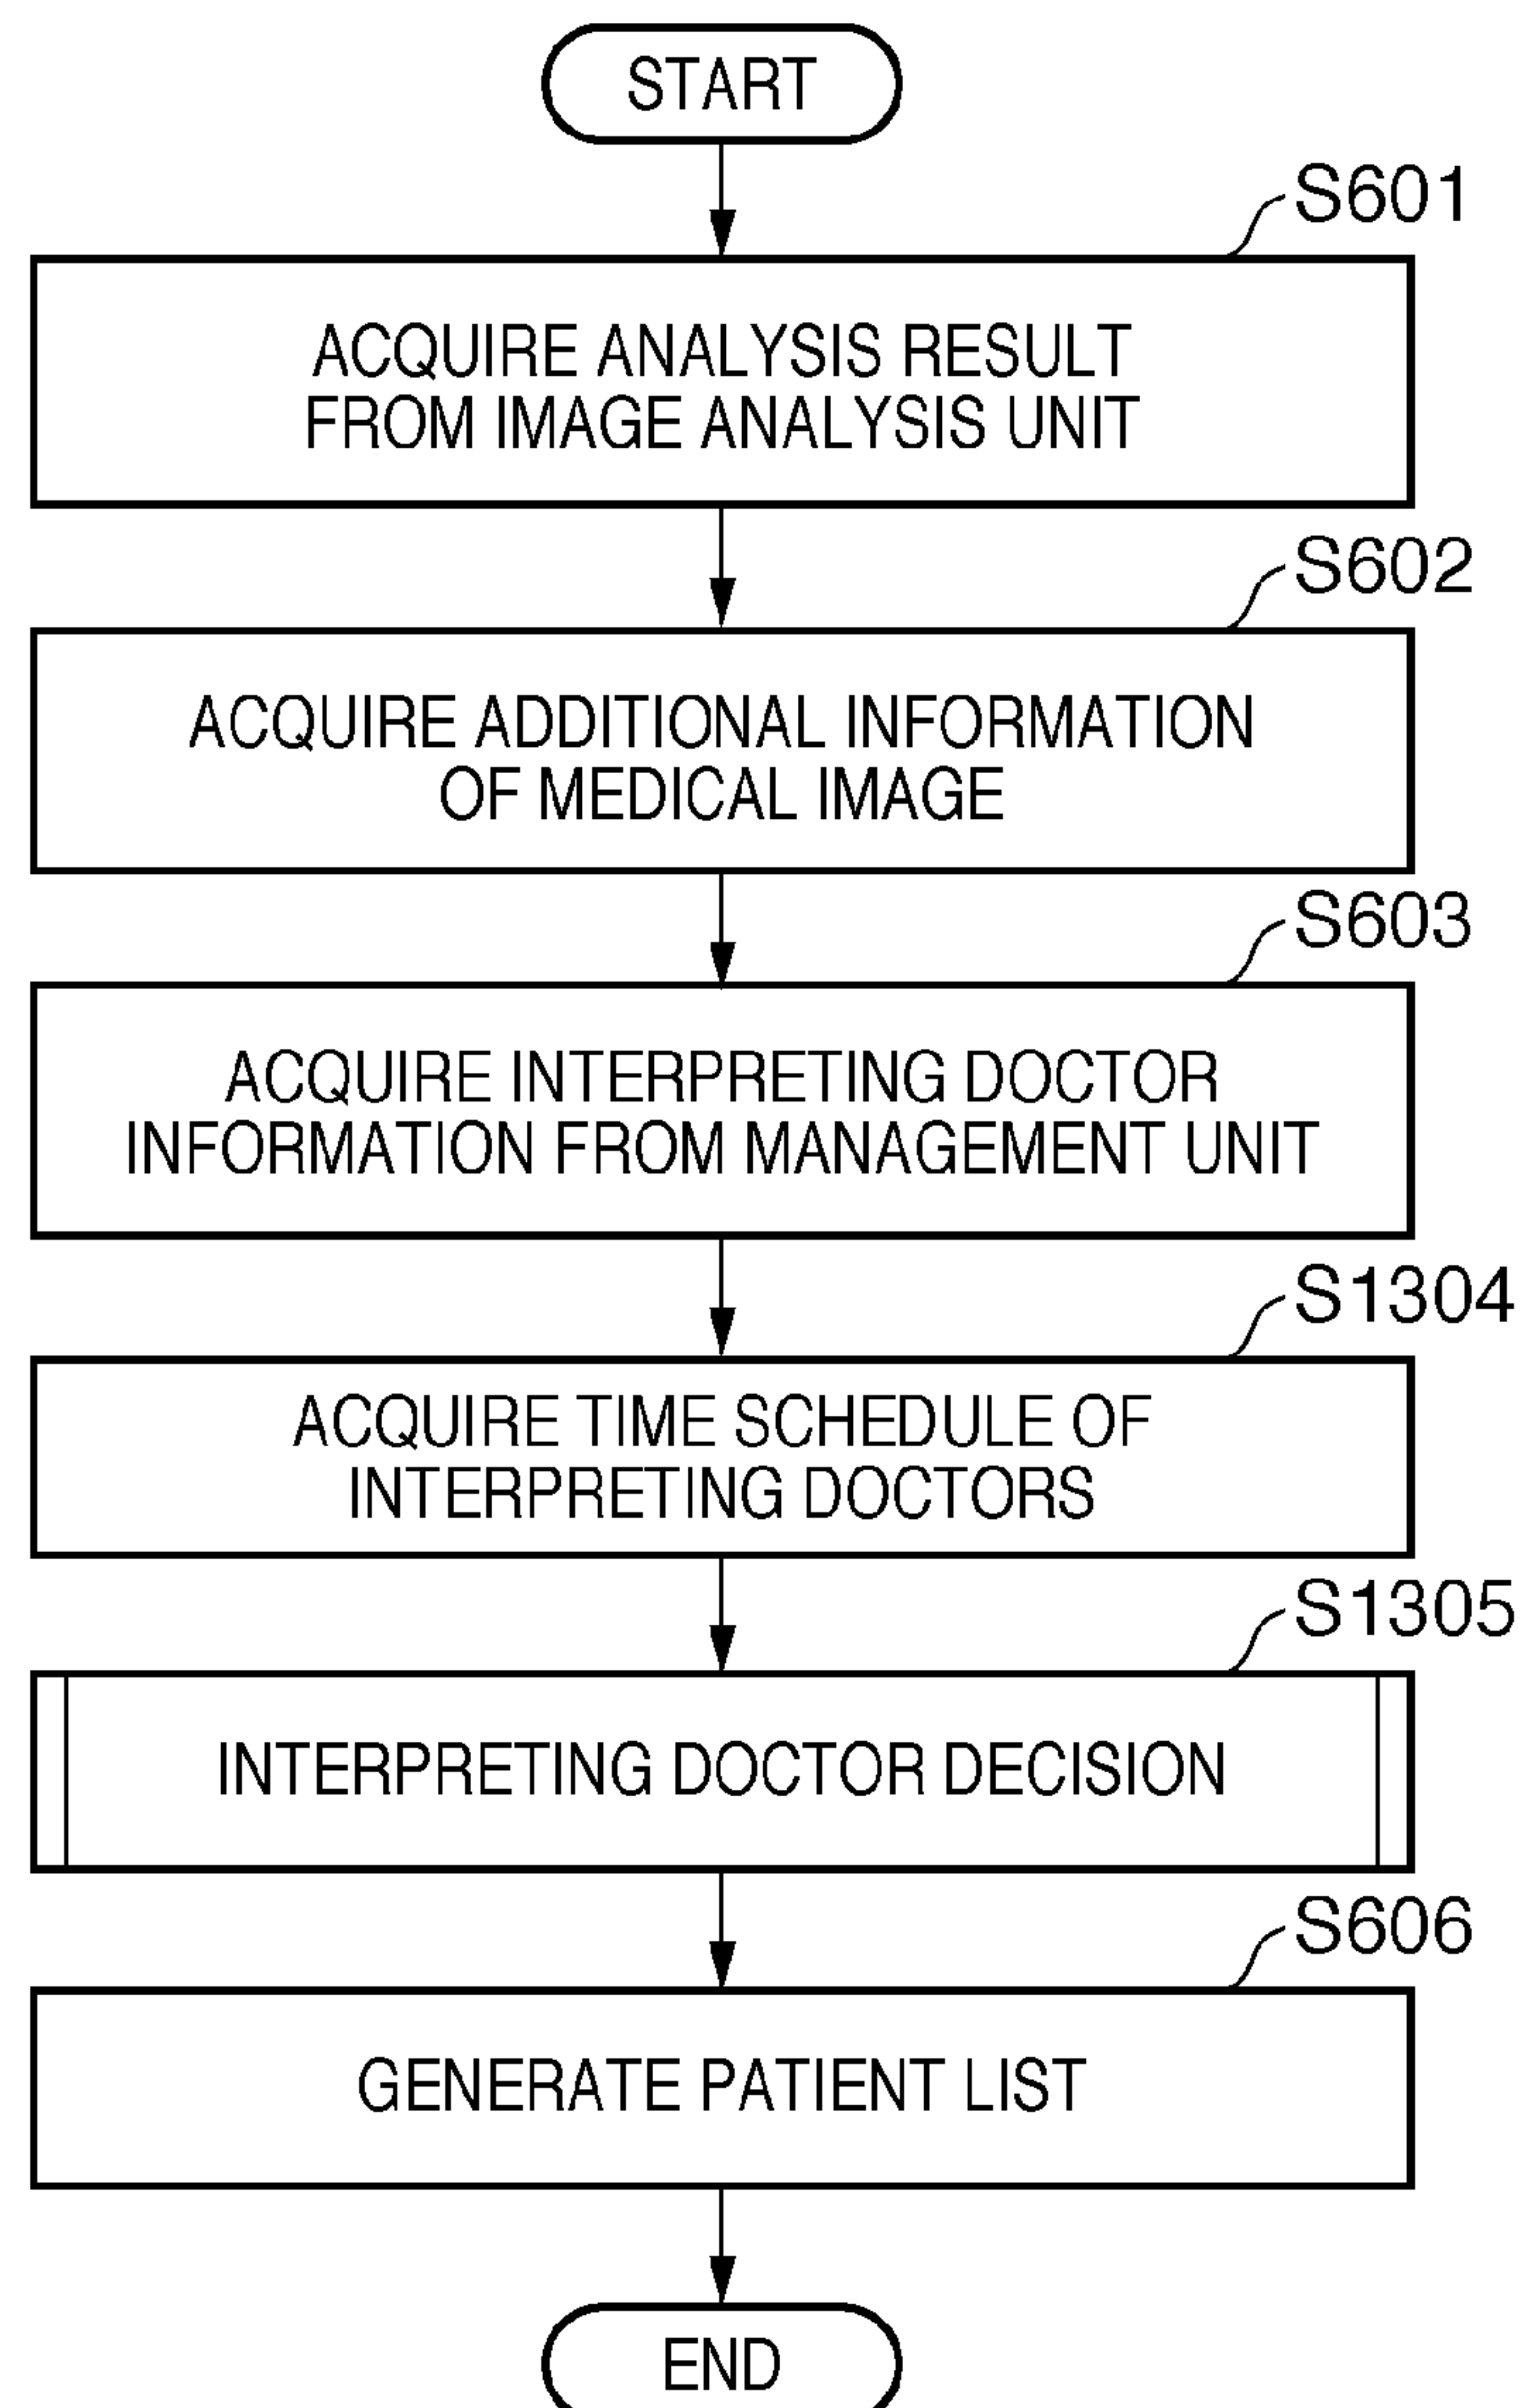 START
S601
ACQUIRE ANALYSIS RESULT
FROM IMAGE ANALYSIS UNIT
S602
ACQUIRE ADDITIONAL INFORMATION
OF MEDICAL IMAGE
S603
ACQUIRE INTERPRETING DOCTOR
INFORMATION FROM MANAGEMENT UNIT
S1304
ACQUIRE TIME SCHEDULE OF
INTERPRETING DOCTORS
S1305
INTERPRETING DOCTOR DECISION
S606
GENERATE PATIENT LIST
END